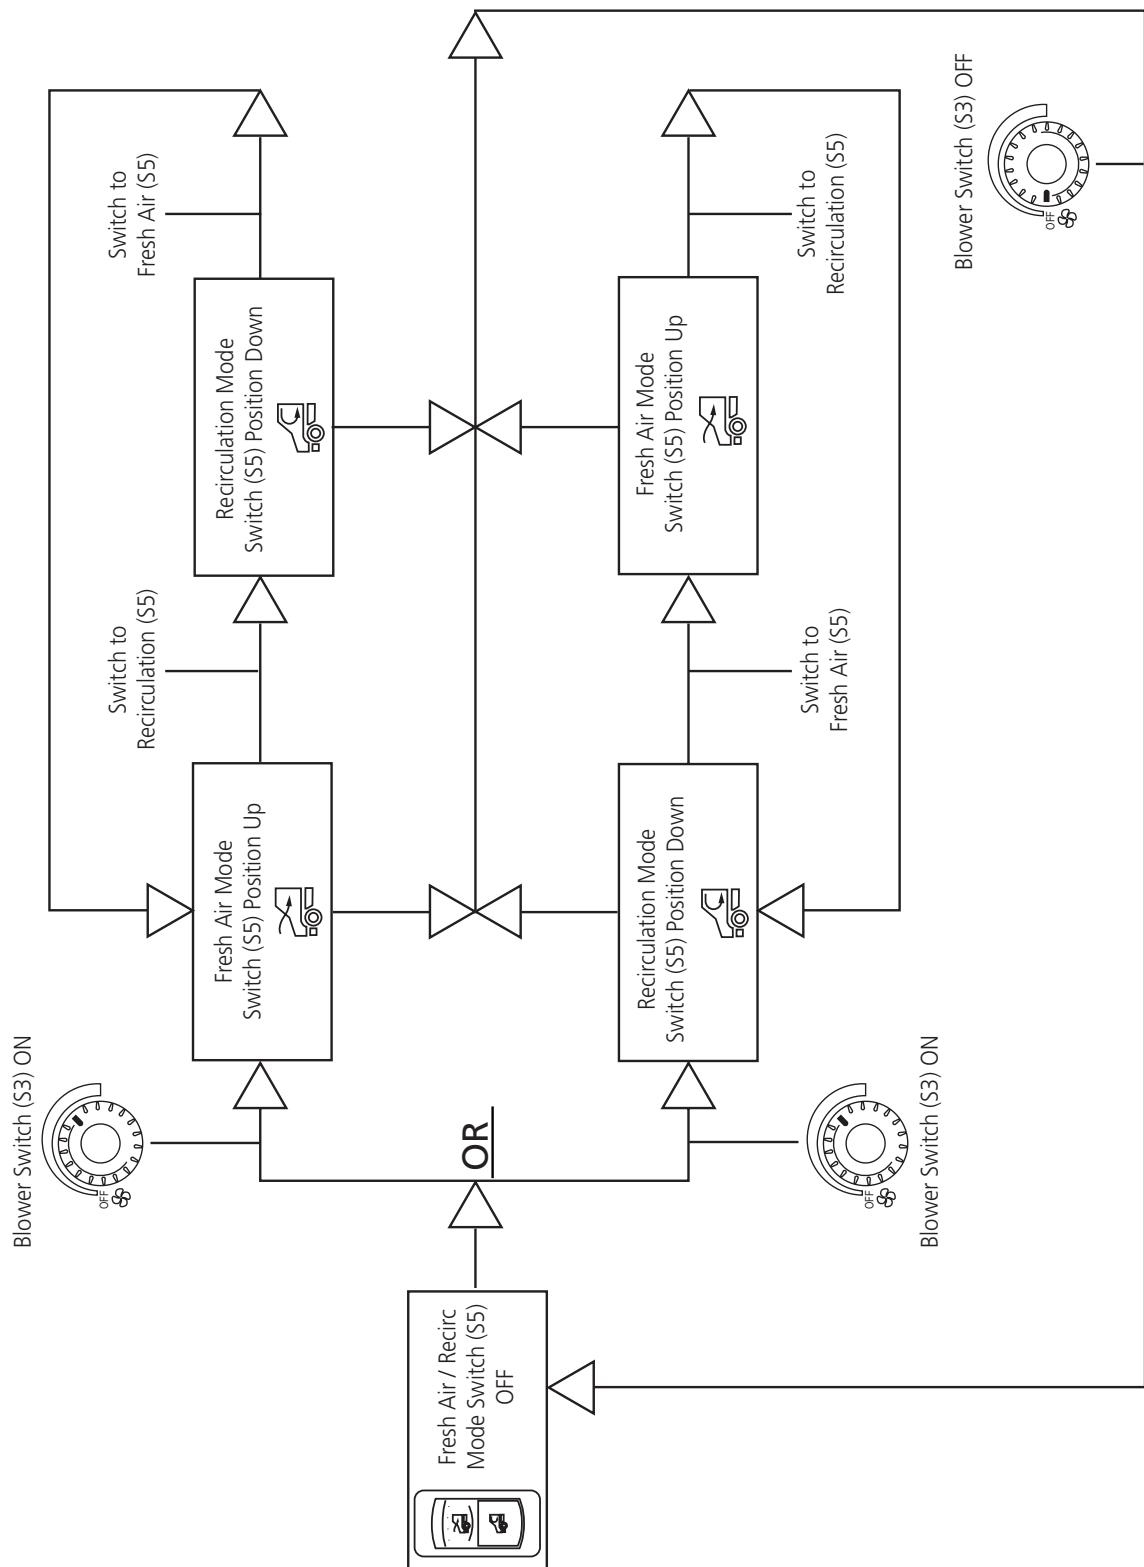 Blower Switch (S3) ON
OFF
Fresh Air / Recirc
Mode Switch (S5)
OFF
OR
Blower Switch (S3) ON
OFF
Fresh Air Mode
Switch (S5) Position Up
Switch to
Recirculation (S5)
Recirculation Mode
Switch (S5) Position Down
Switch to
Fresh Air (S5)
Recirculation Mode
Switch (S5) Position Down
Switch to
Fresh Air (S5)
Fresh Air Mode
Switch (S5) Position Up
Switch to
Recirculation (S5)
Blower Switch (S3) OFF
OFF